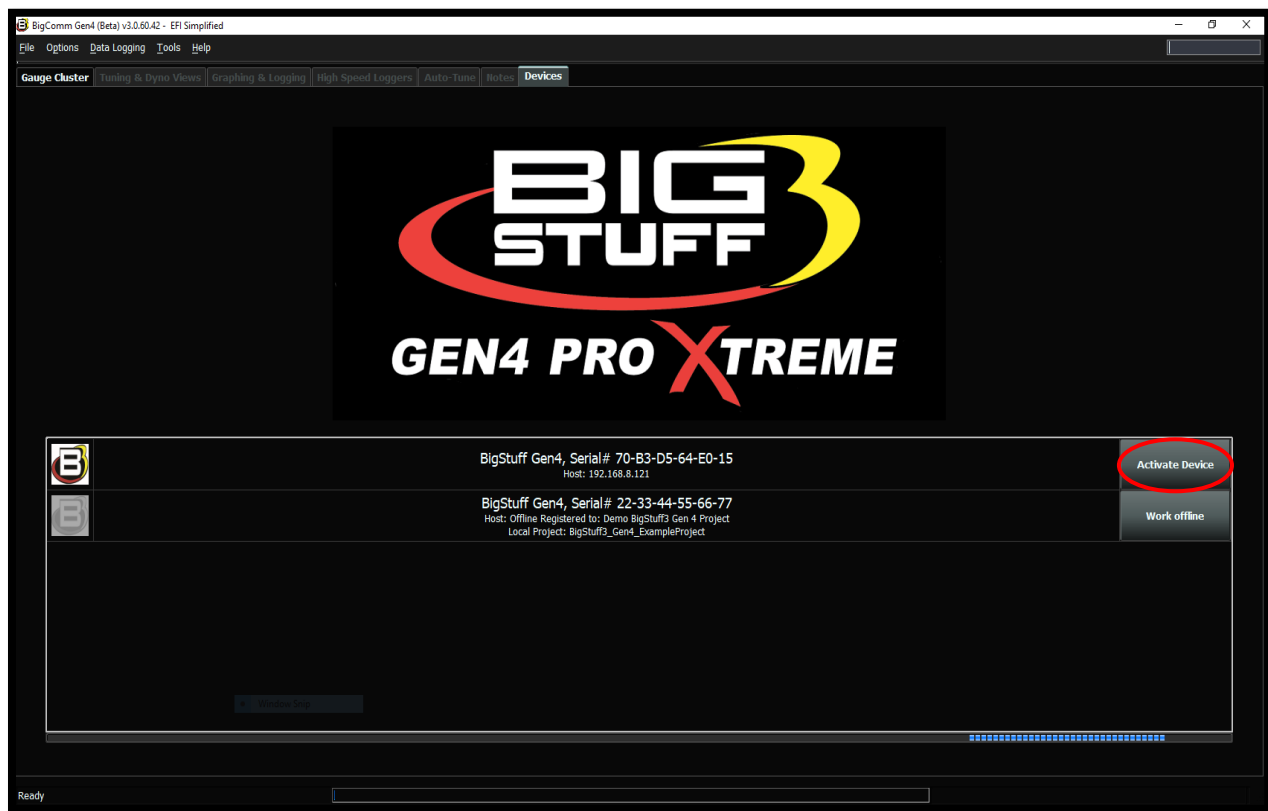 BigComm Gen4 (Beta) v3.0.60.42 - EFI Simplified
File Options Data Logging Tools Help
Gauge Cluster Tuning & Dyno Views Graphing & Logging High Speed Loggers Auto-Tune Notes Devices
BIG 3
STUFF
GEN4 PRO XTREME
BigStuff Gen4, Serial# 70-B3-D5-64-E0-15
Host: 192.168.8.121
Activate Device
BigStuff Gen4, Serial# 22-33-44-55-66-77
Host: Offline Registered to: Demo BigStuff3 Gen 4 Project
Local Project: BigStuff3_Gen4_ExampleProject
Work offline
Window Snip
Ready